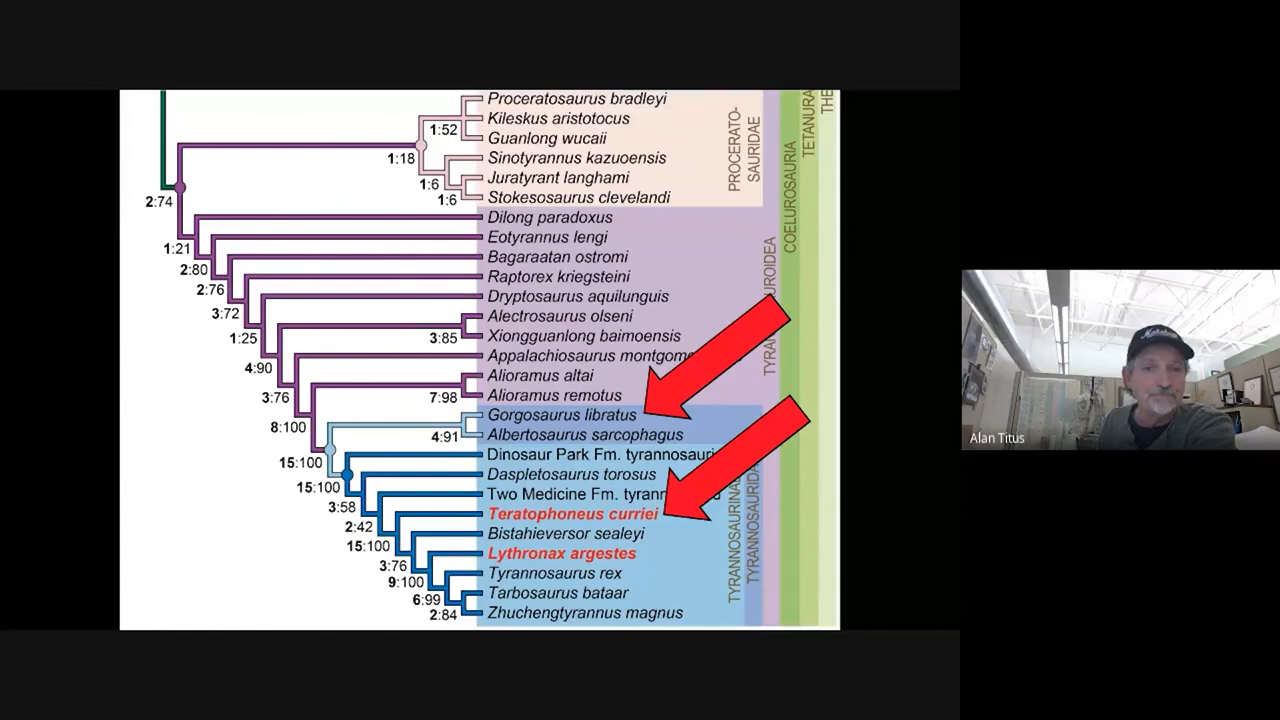 Proceratosaurus bradleyi
Kileskus aristotocus
1:52
Guanlong wucaii
1:18
Sinotyrannus kazuoensis
Juratyrant langhami
1:6
Stokesosaurus clevelandi
1:6
PROCERATO-
SAURIDAE
COELUROSAURIA
TETANURA
THE
2:74
Dilong paradoxus
Eotyrannus lengi
1:21
Bagaraatan ostromi
2:80
Raptorex kriegsteini
2:76
Dryptosaurus aquilunguis
3:72
Alectrosaurus olseni
1:25
Xiongguanlong baimoensis
3:85
Appalachiosaurus montgome
4:90
Alioramus altai
3:76
Alioramus remotus
7:98
Gorgosaurus libratus
8:100
Albertosaurus sarcophagus
4:91
Dinosaur Park Fm. tyrannosauri
15:100
Daspletosaurus torosus
15:100
Two Medicine Fm. tyrann
3:58
Teratophoneus curriei
2:42
Bistahieversor sealeyi
15:100
Lythronax argestes
3:76
Tyrannosaurus rex
9:100
Tarbosaurus bataar
6:99
Zhuchengtyrannus magnus
2:84
TYRANNOSAURINA
TYRANNOSAURIDA
Alan Titus